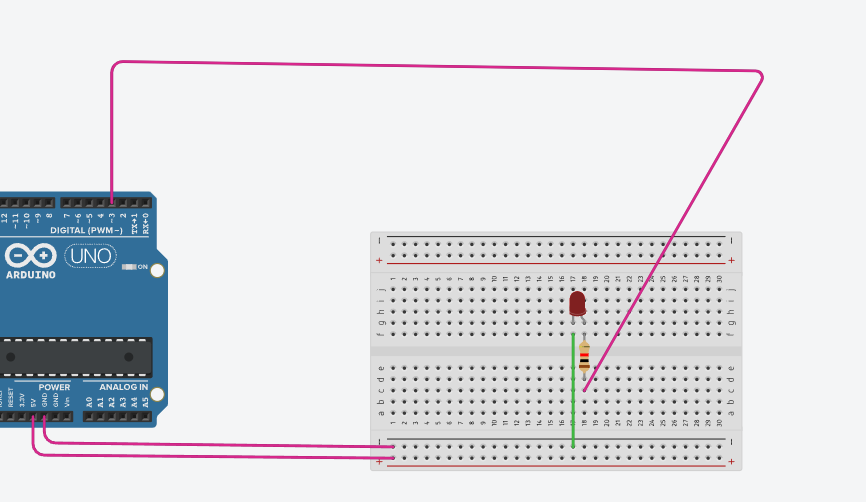 12
~11
~10
~9
8
7
~6
~5
4
~3
2
TX→1
RX←0
DIGITAL (PWM~)
UNO
ARDUINO
ON
POWER
ANALOG IN
RESET
3.3V
5V
GND
GND
Vin
A0
A1
A2
A3
A4
A5
− −
+ +
1 2 3 4 5 6 7 8 9 10 11 12 13 14 15 16 17 18 19 20 21 22 23 24 25 26 27 28 29 30
j j
i i
h h
g g
f f
e e
d d
c c
b b
a a
1 2 3 4 5 6 7 8 9 10 11 12 13 14 15 16 18 19 20 21 22 23 24 25 26 27 28 29 30
− −
+ +